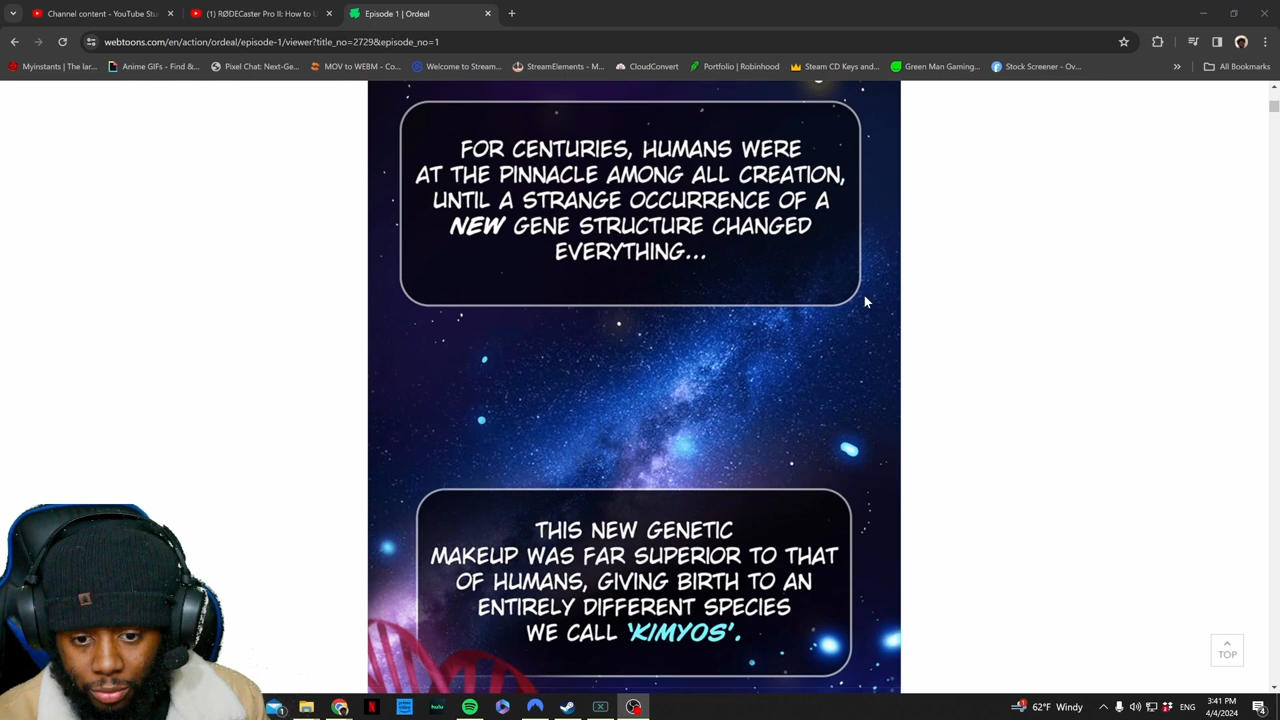 Channel content - YouTube Stu
(1) RØDECaster Pro II: How to U
Episode 1 | Ordeal
webtoons.com/en/action/ordeal/episode-1/viewer?title_no=2729&episode_no=1
Myinstants | The lar...
Anime GIFs - Find &...
Pixel Chat: Next-Ge...
MOV to WEBM - Co...
Welcome to Stream...
StreamElements - M...
CloudConvert
Portfolio | Robinhood
Steam CD Keys and...
Green Man Gaming...
Stock Screener - Ov...
All Bookmarks
FOR CENTURIES, HUMANS WERE
AT THE PINNACLE AMONG ALL CREATION,
UNTIL A STRANGE OCCURRENCE OF A
NEW GENE STRUCTURE CHANGED
EVERYTHING...
THIS NEW GENETIC
MAKEUP WAS FAR SUPERIOR TO THAT
OF HUMANS, GIVING BIRTH TO AN
ENTIRELY DIFFERENT SPECIES
WE CALL 'KIMYOS'.
TOP
hulu
62°F Windy
ENG
3:41 PM
4/4/2024